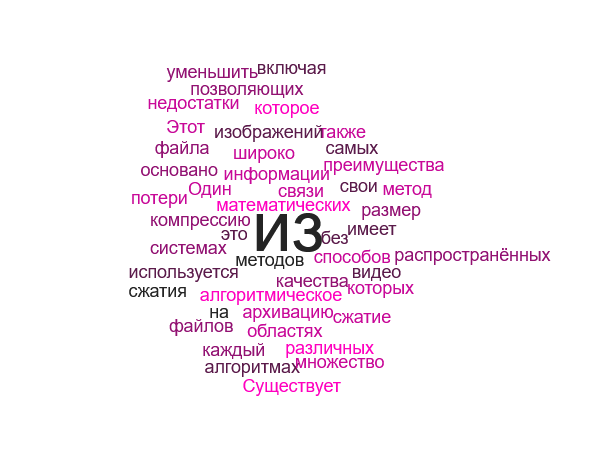 уменьшить включая
позволяющих
недостатки которое
Этот изображений также
файла широко самых
основано информации преимущества
потери Один связи свои метод
математических размер
компрессию из имеет
это без
системах методов способов распространённых
используется качества видео
сжатия алгоритмическое которых
на архивацию сжатие
файлов областях
каждый различных
алгоритмах множество
Существует